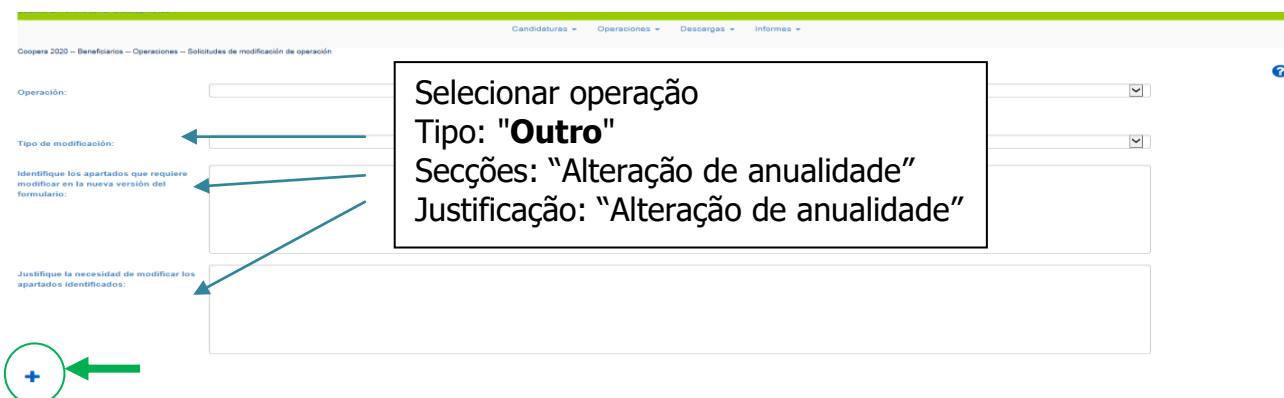 Candidaturas Operaciones Descargas Informes
Coopera 2020 -- Beneficiarios -- Operaciones -- Solicitudes de modificación de operación
?
Operación:
Tipo de modificación:
Identifique los apartados que requiere
modificar en la nueva versión del
formulario:
Justifique la necesidad de modificar los
apartados identificados:
Selecionar operação
Tipo: "Outro"
Secções: “Alteração de anualidade”
Justificação: “Alteração de anualidade”
+